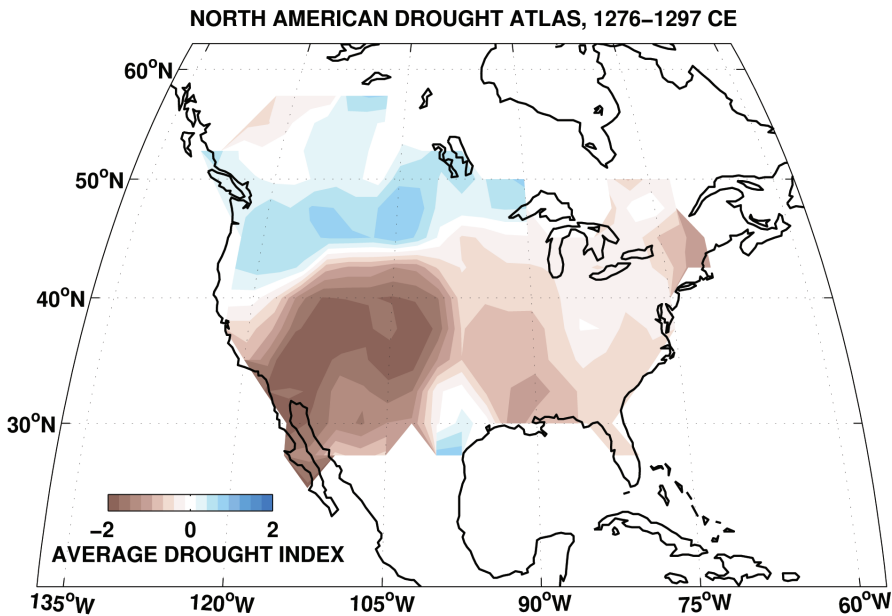 NORTH AMERICAN DROUGHT ATLAS, 1276−1297 CE
60°N
50°N
40°N
30°N
−2 0 2
AVERAGE DROUGHT INDEX
135°W 120°W 105°W 90°W 75°W 60°W